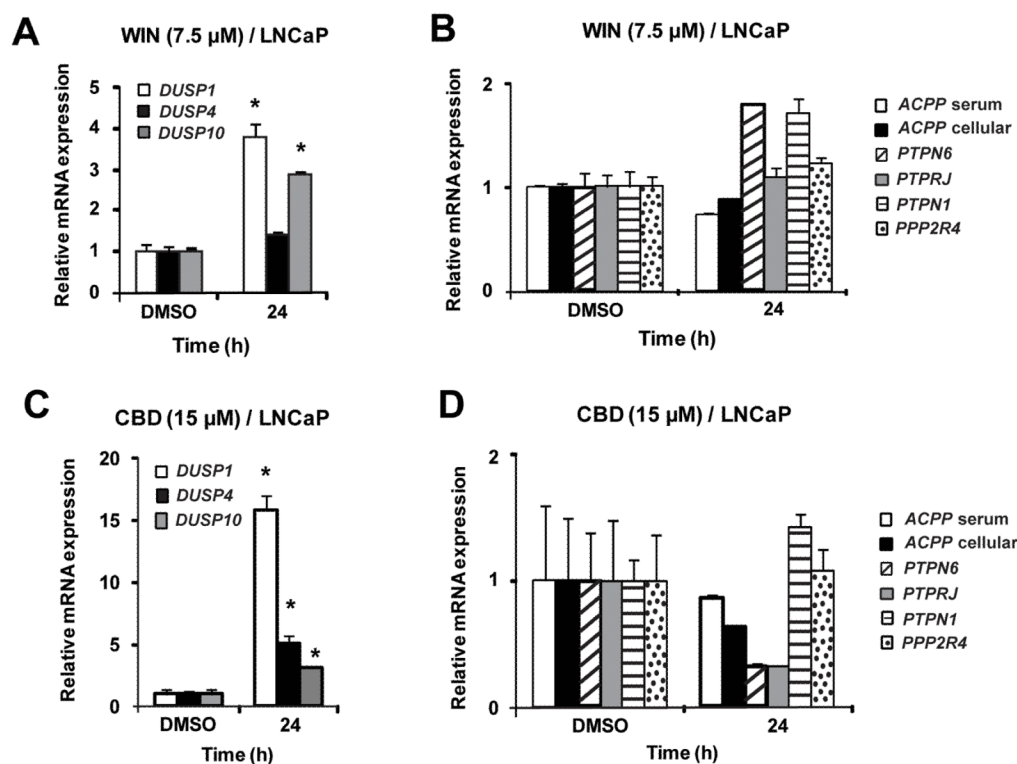 A
WIN (7.5 µM) / LNCaP
Relative mRNA expression
5
4
3
2
1
0
DUSP1
DUSP4
DUSP10
*
*
DMSO
24
Time (h)
B
WIN (7.5 µM) / LNCaP
Relative mRNA expression
2
1
0
DMSO
24
Time (h)
ACPP serum
ACPP cellular
PTPN6
PTPRJ
PTPN1
PPP2R4
C
CBD (15 µM) / LNCaP
Relative mRNA expression
20
15
10
5
0
DUSP1
DUSP4
DUSP10
*
*
*
DMSO
24
Time (h)
D
CBD (15 µM) / LNCaP
Relative mRNA expression
2
1
0
DMSO
24
Time (h)
ACPP serum
ACPP cellular
PTPN6
PTPRJ
PTPN1
PPP2R4